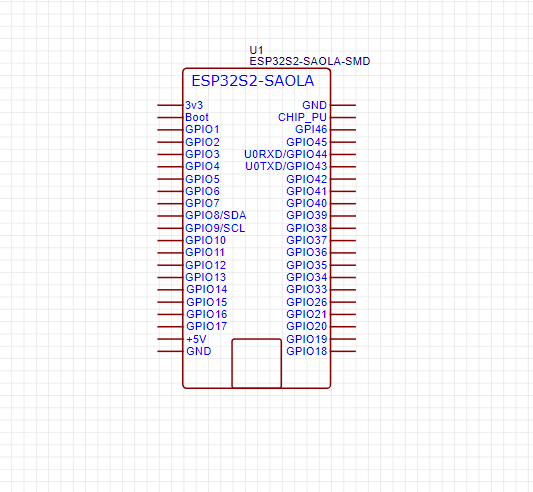 U1
ESP32S2-SAOLA-SMD
ESP32S2-SAOLA
3v3 GND
Boot CHIP_PU
GPIO1 GPI46
GPIO2 GPIO45
GPIO3 U0RXD/GPIO44
GPIO4 U0TXD/GPIO43
GPIO5 GPIO42
GPIO6 GPIO41
GPIO7 GPIO40
GPIO8/SDA GPIO39
GPIO9/SCL GPIO38
GPIO10 GPIO37
GPIO11 GPIO36
GPIO12 GPIO35
GPIO13 GPIO34
GPIO14 GPIO33
GPIO15 GPIO26
GPIO16 GPIO21
GPIO17 GPIO20
+5V GPIO19
GND GPIO18